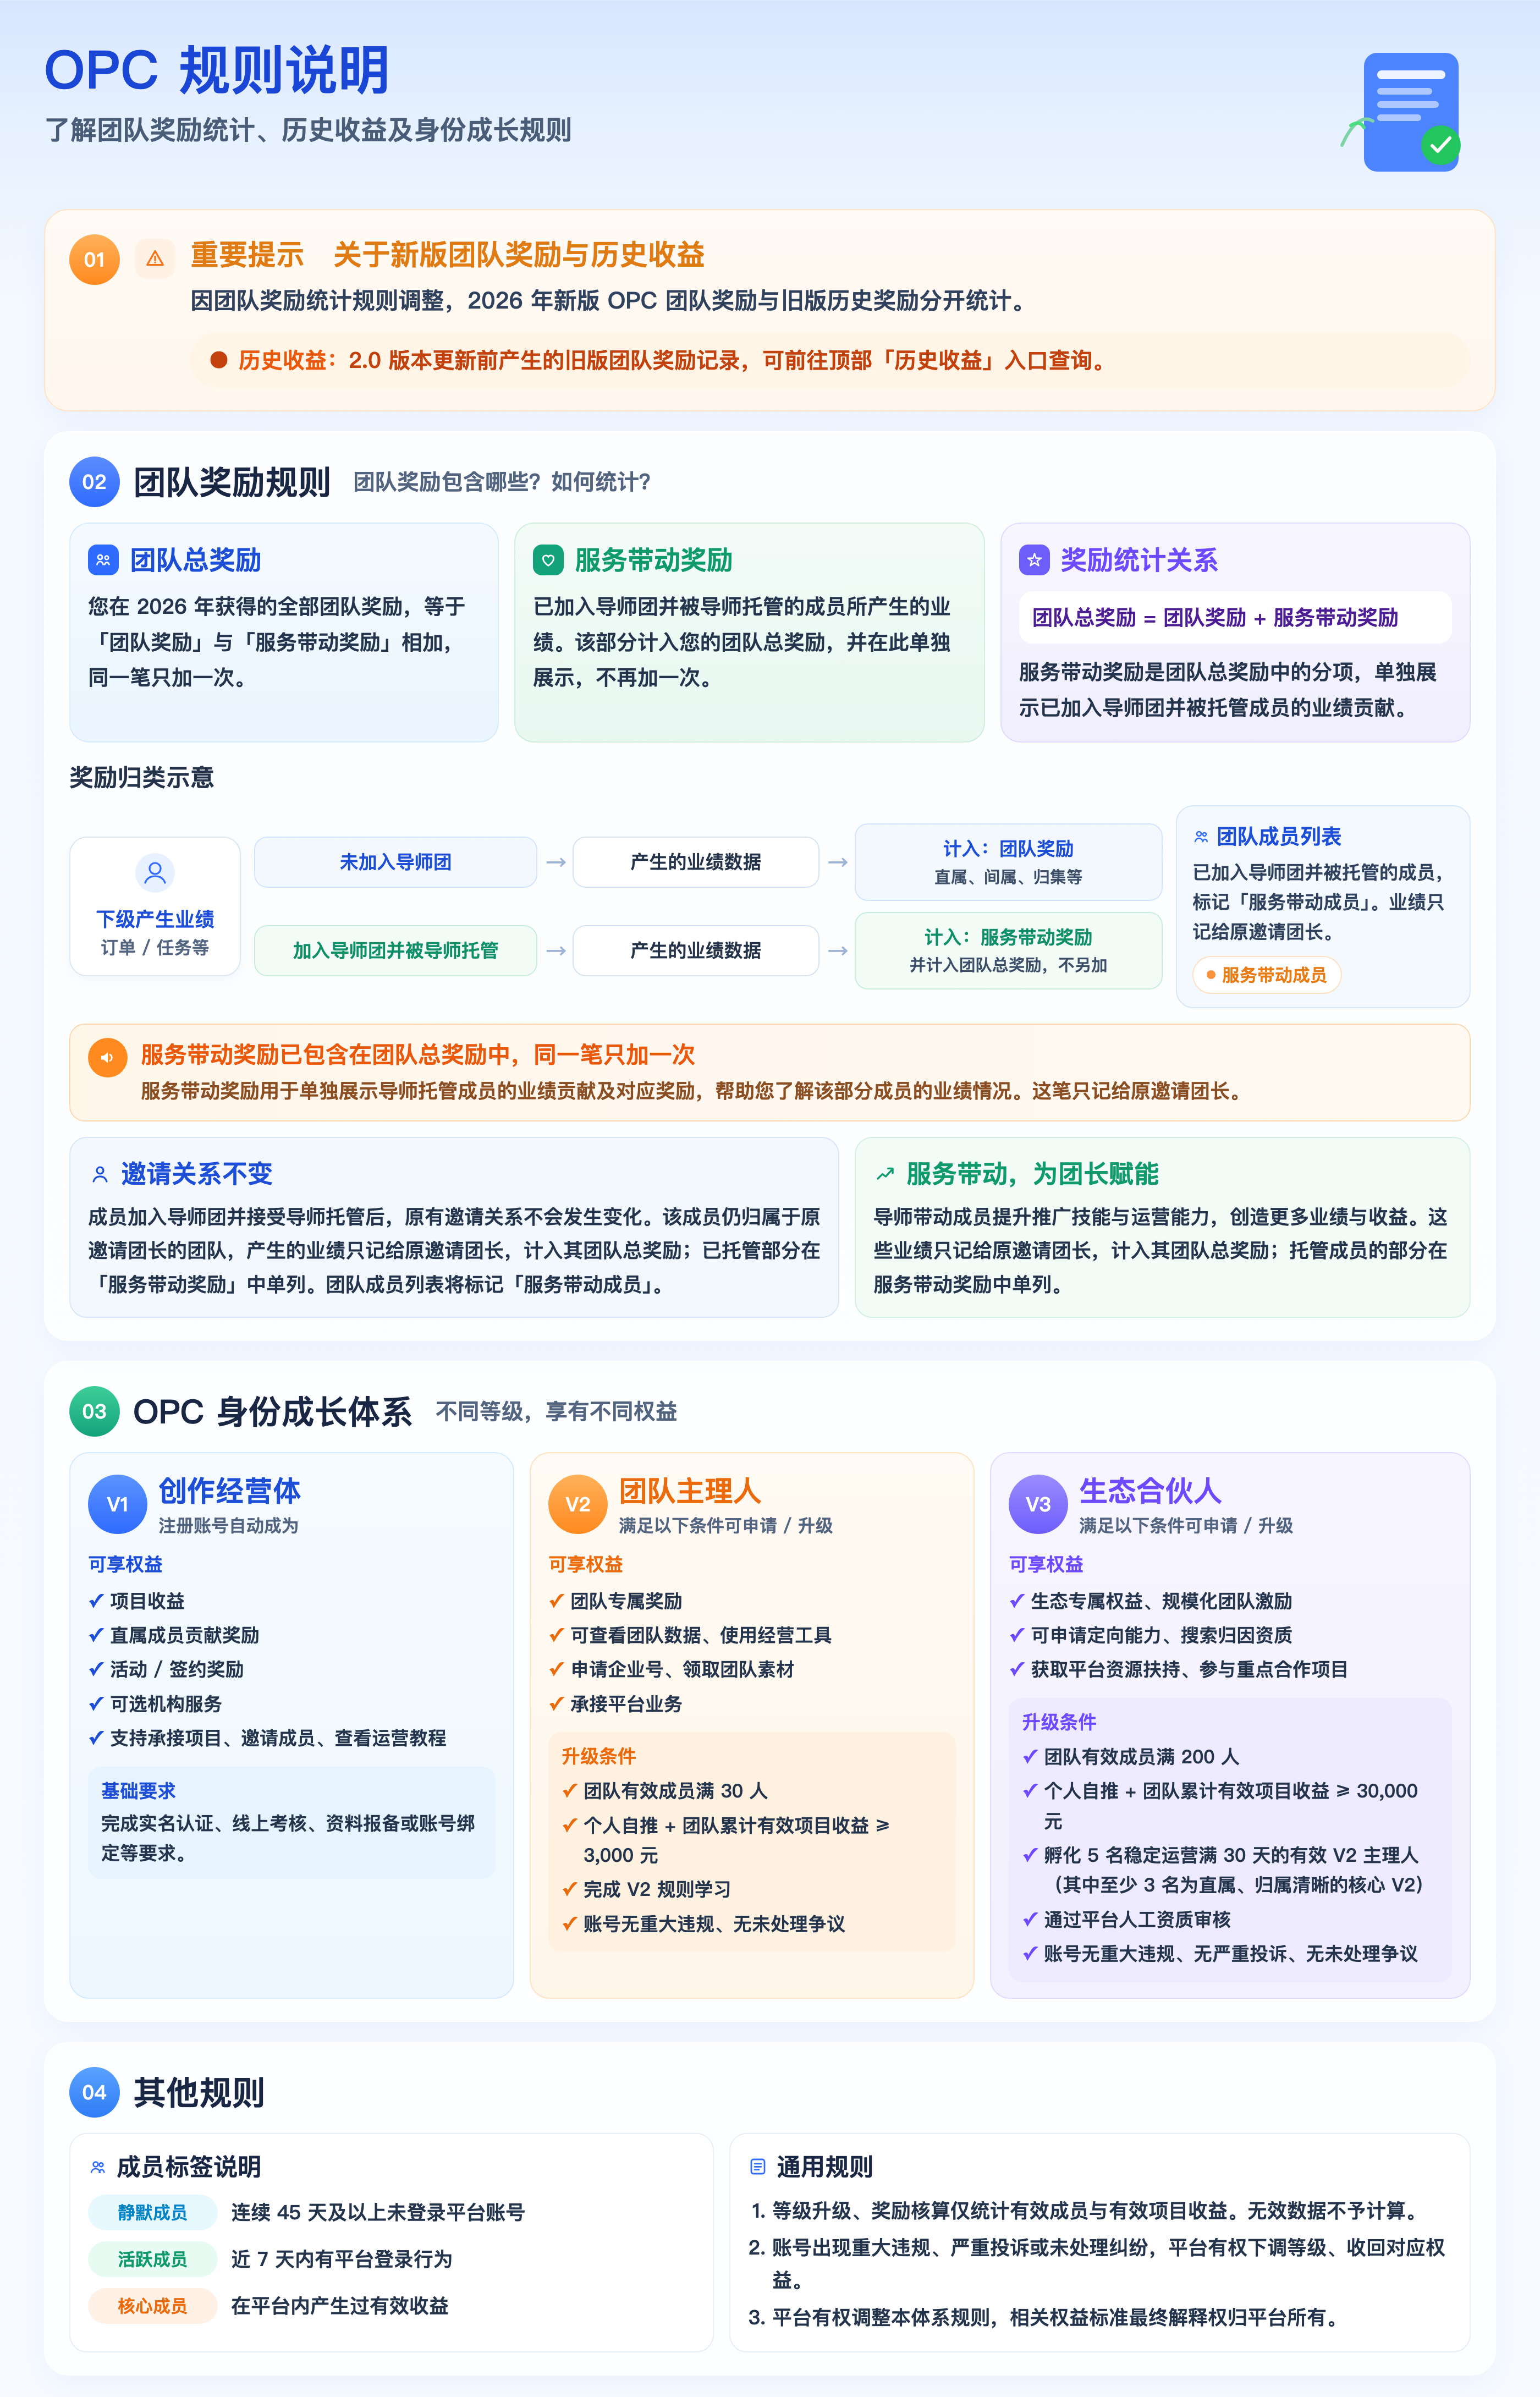 OPC 规则说明
了解团队奖励统计、历史收益及身份成长规则
01
重要提示 关于新版团队奖励与历史收益
因团队奖励统计规则调整，2026 年新版 OPC 团队奖励与旧版历史奖励分开统计。
历史收益：2.0 版本更新前产生的旧版团队奖励记录，可前往顶部「历史收益」入口查询。
02 团队奖励规则 团队奖励包含哪些？如何统计？
团队总奖励
您在 2026 年获得的全部团队奖励，等于
「团队奖励」与「服务带动奖励」相加，
同一笔只加一次。
服务带动奖励
已加入导师团并被导师托管的成员所产生的业
绩。该部分计入您的团队总奖励，并在此单独
展示，不再加一次。
奖励统计关系
团队总奖励 = 团队奖励 + 服务带动奖励
服务带动奖励是团队总奖励中的分项，单独展
示已加入导师团并被托管成员的业绩贡献。
奖励归类示意
下级产生业绩
订单 / 任务等
未加入导师团 → 产生的业绩数据 → 计入：团队奖励
直属、间属、归集等
加入导师团并被导师托管 → 产生的业绩数据 → 计入：服务带动奖励
并计入团队总奖励，不另加
团队成员列表
已加入导师团并被托管的成员，
标记「服务带动成员」。业绩只
记给原邀请团长。
服务带动成员
服务带动奖励已包含在团队总奖励中，同一笔只加一次
服务带动奖励用于单独展示导师托管成员的业绩贡献及对应奖励，帮助您了解该部分成员的业绩情况。这笔只记给原邀请团长。
邀请关系不变
成员加入导师团并接受导师托管后，原有邀请关系不会发生变化。该成员仍归属于原
邀请团长的团队，产生的业绩只记给原邀请团长，计入其团队总奖励；已托管部分在
「服务带动奖励」中单列。团队成员列表将标记「服务带动成员」。
服务带动，为团长赋能
导师带动成员提升推广技能与运营能力，创造更多业绩与收益。这
些业绩只记给原邀请团长，计入其团队总奖励；托管成员的部分在
服务带动奖励中单列。
03 OPC 身份成长体系 不同等级，享有不同权益
V1 创作经营体
注册账号自动成为
可享权益
✓ 项目收益
✓ 直属成员贡献奖励
✓ 活动 / 签约奖励
✓ 可选机构服务
✓ 支持承接项目、邀请成员、查看运营教程
基础要求
完成实名认证、线上考核、资料报备或账号绑
定等要求。
V2 团队主理人
满足以下条件可申请 / 升级
可享权益
✓ 团队专属奖励
✓ 可查看团队数据、使用经营工具
✓ 申请企业号、领取团队素材
✓ 承接平台业务
升级条件
✓ 团队有效成员满 30 人
✓ 个人自推 + 团队累计有效项目收益 ≥
3,000 元
✓ 完成 V2 规则学习
✓ 账号无重大违规、无未处理争议
V3 生态合伙人
满足以下条件可申请 / 升级
可享权益
✓ 生态专属权益、规模化团队激励
✓ 可申请定向能力、搜索归因资质
✓ 获取平台资源扶持、参与重点合作项目
升级条件
✓ 团队有效成员满 200 人
✓ 个人自推 + 团队累计有效项目收益 ≥ 30,000
元
✓ 孵化 5 名稳定运营满 30 天的有效 V2 主理人
（其中至少 3 名为直属、归属清晰的核心 V2）
✓ 通过平台人工资质审核
✓ 账号无重大违规、无严重投诉、无未处理争议
04 其他规则
成员标签说明
静默成员 连续 45 天及以上未登录平台账号
活跃成员 近 7 天内有平台登录行为
核心成员 在平台内产生过有效收益
通用规则
1. 等级升级、奖励核算仅统计有效成员与有效项目收益。无效数据不予计算。
2. 账号出现重大违规、严重投诉或未处理纠纷，平台有权下调等级、收回对应权
益。
3. 平台有权调整本体系规则，相关权益标准最终解释权归平台所有。